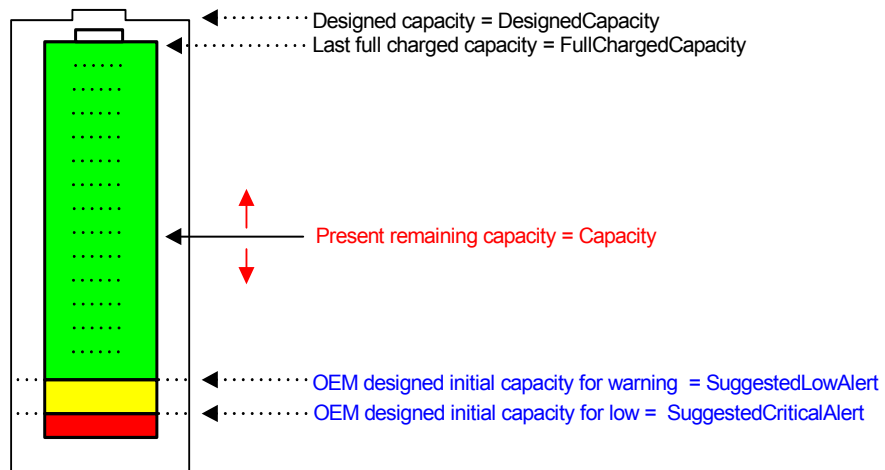 Designed capacity = DesignedCapacity
Last full charged capacity = FullChargedCapacity
Present remaining capacity = Capacity
OEM designed initial capacity for warning = SuggestedLowAlert
OEM designed initial capacity for low = SuggestedCriticalAlert